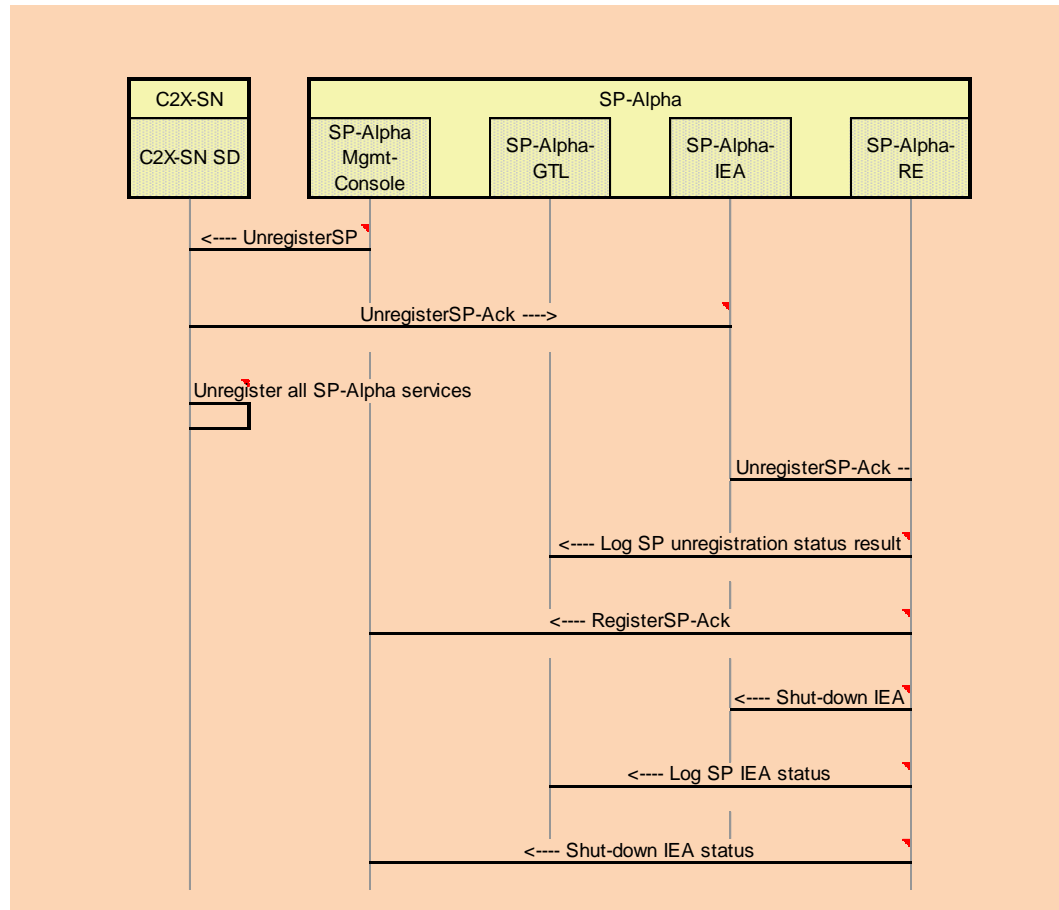 C2X-SN
SP-Alpha
C2X-SN SD
SP-Alpha
Mgmt-
Console
SP-Alpha-
GTL
SP-Alpha-
IEA
SP-Alpha-
RE
<---- UnregisterSP
UnregisterSP-Ack ---->
Unregister all SP-Alpha services
UnregisterSP-Ack --
<---- Log SP unregistration status result
<---- RegisterSP-Ack
<---- Shut-down IEA
<---- Log SP IEA status
<---- Shut-down IEA status